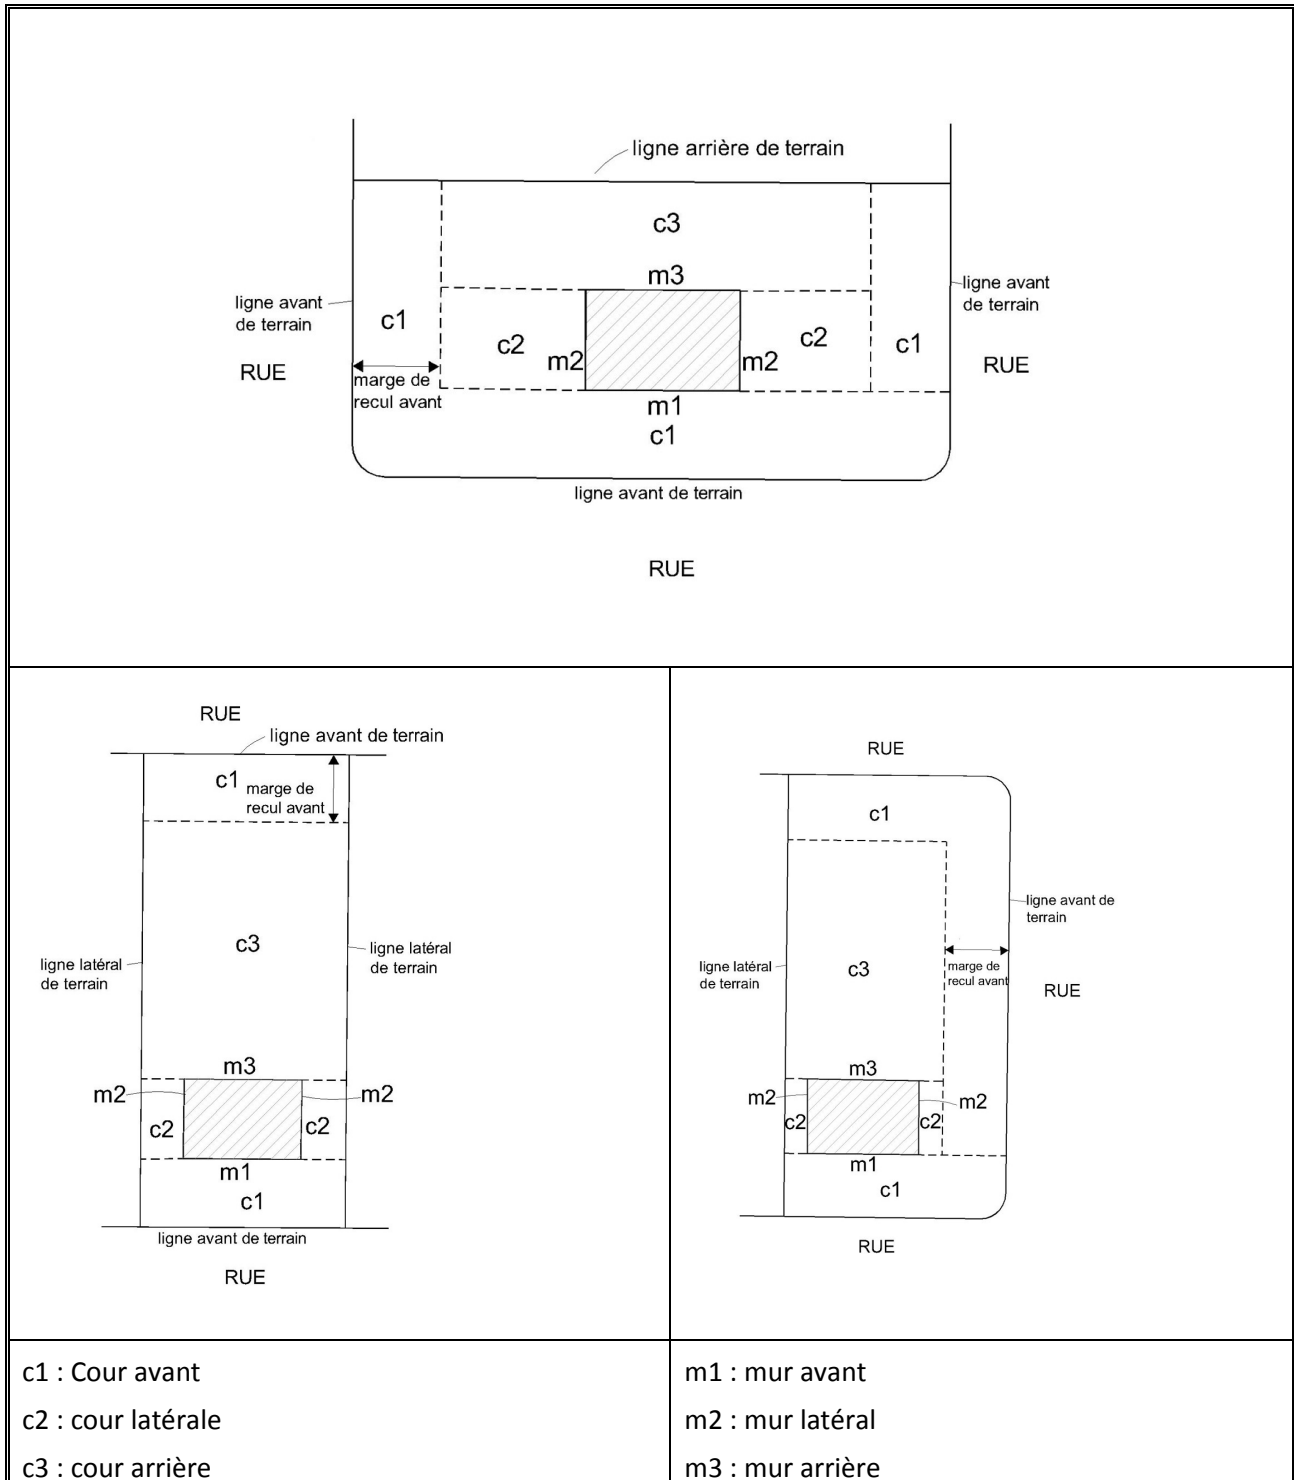 ligne arrière de terrain
c3
m3
ligne avant
de terrain
ligne avant
de terrain
c1
c2
m2
m2
c2
c1
RUE
RUE
marge de
recul avant
m1
c1
ligne avant de terrain
RUE
RUE
ligne avant de terrain
c1
marge de
recul avant
c3
ligne latéral
de terrain
ligne latéral
de terrain
m3
m2
m2
c2
c2
m1
c1
ligne avant de terrain
RUE
RUE
c1
ligne avant de
terrain
ligne latéral
de terrain
c3
marge de
recul avant
RUE
m3
m2
m2
c2
c2
m1
c1
RUE
c1 : Cour avant
c2 : cour latérale
c3 : cour arrière
m1 : mur avant
m2 : mur latéral
m3 : mur arrière